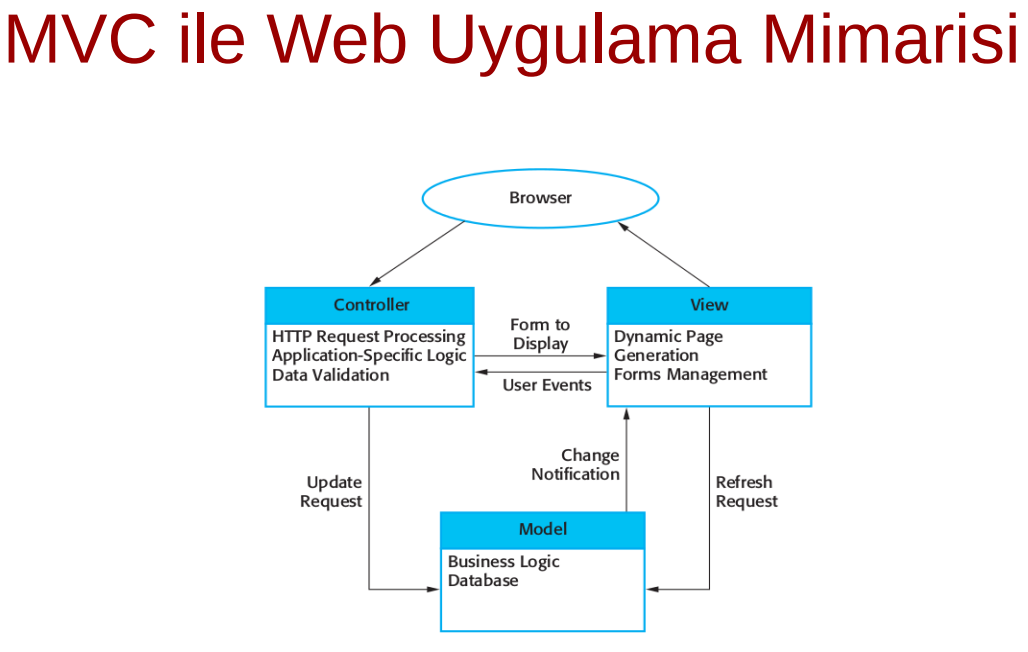 MVC ile Web Uygulama Mimarisi
Browser
Controller
HTTP Request Processing
Application-Specific Logic
Data Validation
Form to
Display
User Events
View
Dynamic Page
Generation
Forms Management
Update
Request
Change
Notification
Refresh
Request
Model
Business Logic
Database